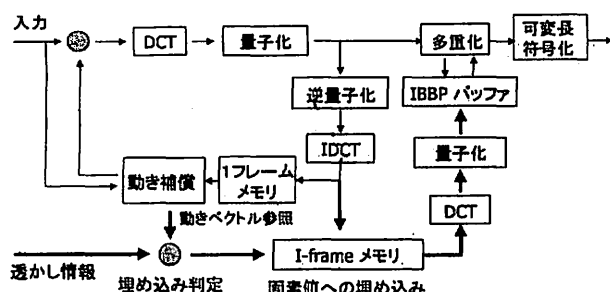 入力
DCT
量子化
多重化
可変長
符号化
逆量子化
IBBP バッファ
IDCT
量子化
動き補償
1フレーム
メモリ
動きベクトル参照
DCT
I-frame メモリ
透かし情報
埋め込み判定
画素値への埋め込み